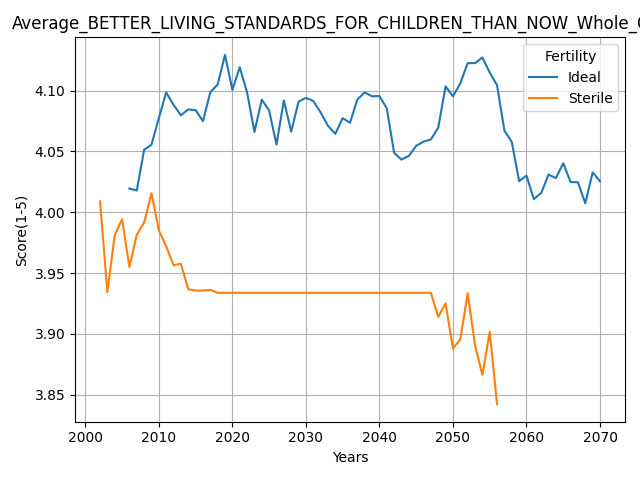 Average_BETTER_LIVING_STANDARDS_FOR_CHILDREN_THAN_NOW_Whole_
Fertility
Ideal
Sterile
Score(1-5)
4.10
4.05
4.00
3.95
3.90
3.85
2000 2010 2020 2030 2040 2050 2060 2070
Years